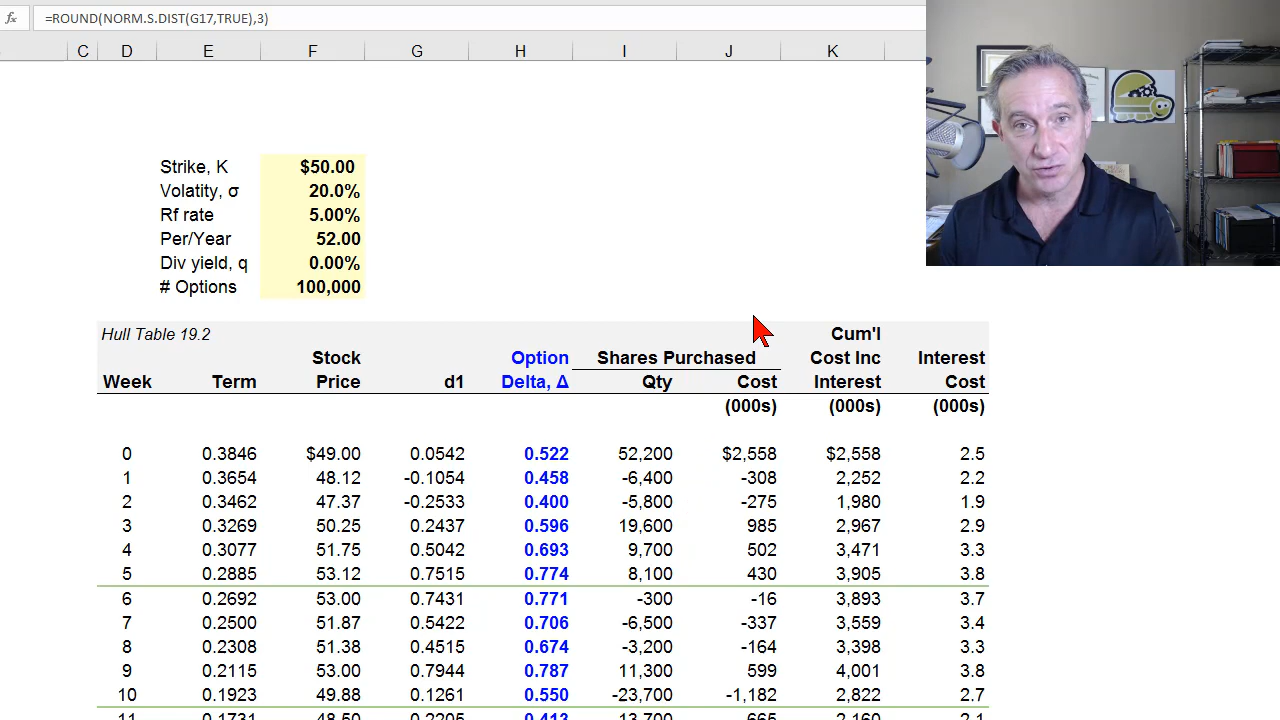 fx =ROUND(NORM.S.DIST(G17,TRUE),3)
C D E F G H I J K
Strike, K $50.00
Volatity, σ 20.0%
Rf rate 5.00%
Per/Year 52.00
Div yield, q 0.00%
# Options 100,000
Hull Table 19.2 Cum'l
Stock Option Shares Purchased Cost Inc Interest
Week Term Price d1 Delta, Δ Qty Cost Interest Cost
(000s) (000s) (000s)
0 0.3846 $49.00 0.0542 0.522 52,200 $2,558 $2,558 2.5
1 0.3654 48.12 -0.1054 0.458 -6,400 -308 2,252 2.2
2 0.3462 47.37 -0.2533 0.400 -5,800 -275 1,980 1.9
3 0.3269 50.25 0.2437 0.596 19,600 985 2,967 2.9
4 0.3077 51.75 0.5042 0.693 9,700 502 3,471 3.3
5 0.2885 53.12 0.7515 0.774 8,100 430 3,905 3.8
6 0.2692 53.00 0.7431 0.771 -300 -16 3,893 3.7
7 0.2500 51.87 0.5422 0.706 -6,500 -337 3,559 3.4
8 0.2308 51.38 0.4515 0.674 -3,200 -164 3,398 3.3
9 0.2115 53.00 0.7944 0.787 11,300 599 4,001 3.8
10 0.1923 49.88 0.1261 0.550 -23,700 -1,182 2,822 2.7
11 0.1731 48.50